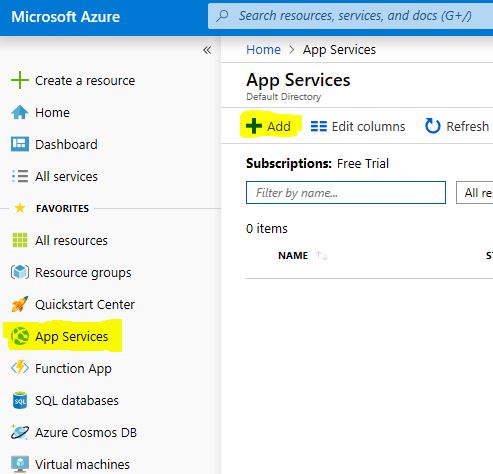 Microsoft Azure
Search resources, services, and docs (G+/)
«
Home > App Services
App Services
Default Directory
+ Add
Edit columns
Refresh
Subscriptions: Free Trial
Filter by name...
All re
0 items
NAME ↑↓
S
Create a resource
Home
Dashboard
All services
FAVORITES
All resources
Resource groups
Quickstart Center
App Services
Function App
SQL databases
Azure Cosmos DB
Virtual machines